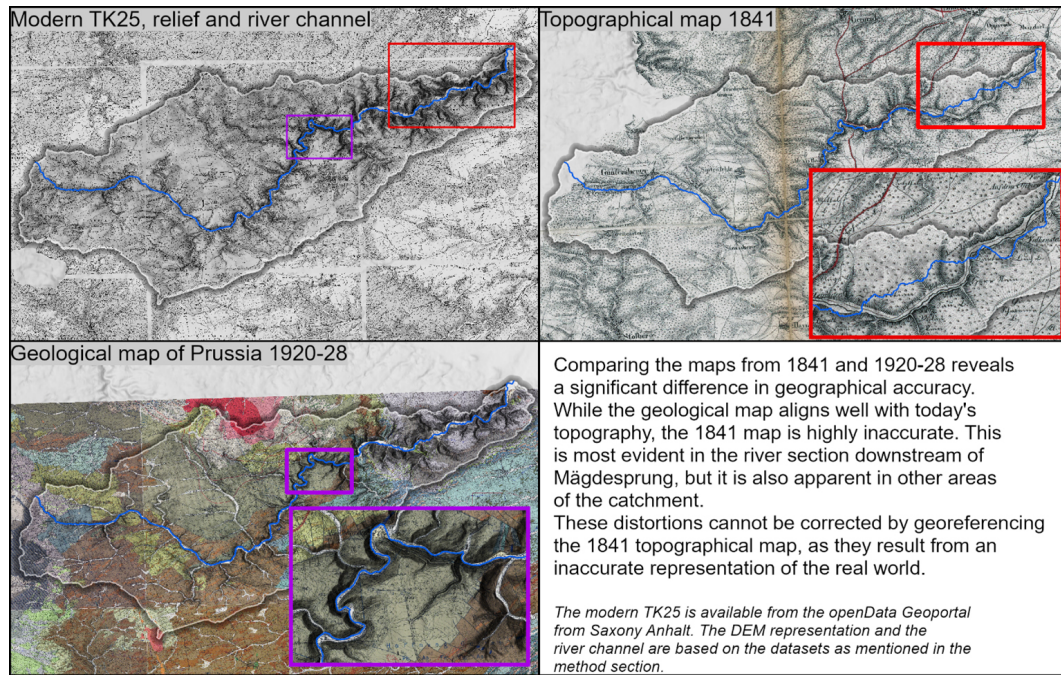 Modern TK25, relief and river channel
Topographical map 1841
Geological map of Prussia 1920-28
Comparing the maps from 1841 and 1920-28 reveals
a significant difference in geographical accuracy.
While the geological map aligns well with today's
topography, the 1841 map is highly inaccurate. This
is most evident in the river section downstream of
Mägdesprung, but it is also apparent in other areas
of the catchment.
These distortions cannot be corrected by georeferencing
the 1841 topographical map, as they result from an
inaccurate representation of the real world.
The modern TK25 is available from the openData Geoportal
from Saxony Anhalt. The DEM representation and the
river channel are based on the datasets as mentioned in the
method section.